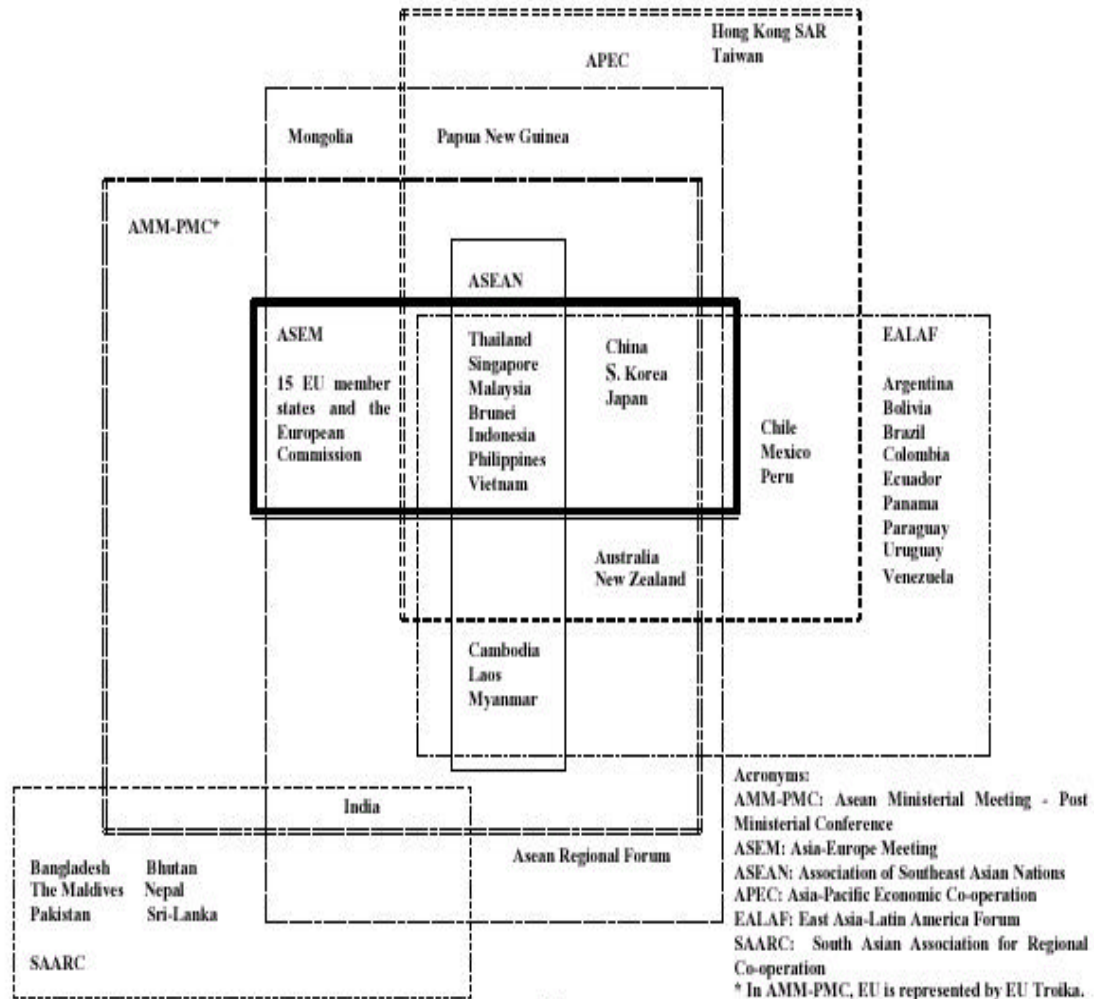 Hong Kong SAR
Taiwan
APEC
Mongolia
Papua New Guinea
AMM-PMC*
ASEAN
ASEM
15 EU member
states and the
European
Commission
Thailand
Singapore
Malaysia
Brunei
Indonesia
Philippines
Vietnam
China
S. Korea
Japan
Chile
Mexico
Peru
EALAF
Argentina
Bolivia
Brazil
Colombia
Ecuador
Panama
Paraguay
Uruguay
Venezuela
Australia
New Zealand
Cambodia
Laos
Myanmar
India
Asean Regional Forum
Bangladesh Bhutan
The Maldives Nepal
Pakistan Sri-Lanka
SAARC
Acronyms:
AMM-PMC: Asean Ministerial Meeting - Post
Ministerial Conference
ASEM: Asia-Europe Meeting
ASEAN: Association of Southeast Asian Nations
APEC: Asia-Pacific Economic Co-operation
EALAF: East Asia-Latin America Forum
SAARC: South Asian Association for Regional
Co-operation
* In AMM-PMC, EU is represented by EU Troika.